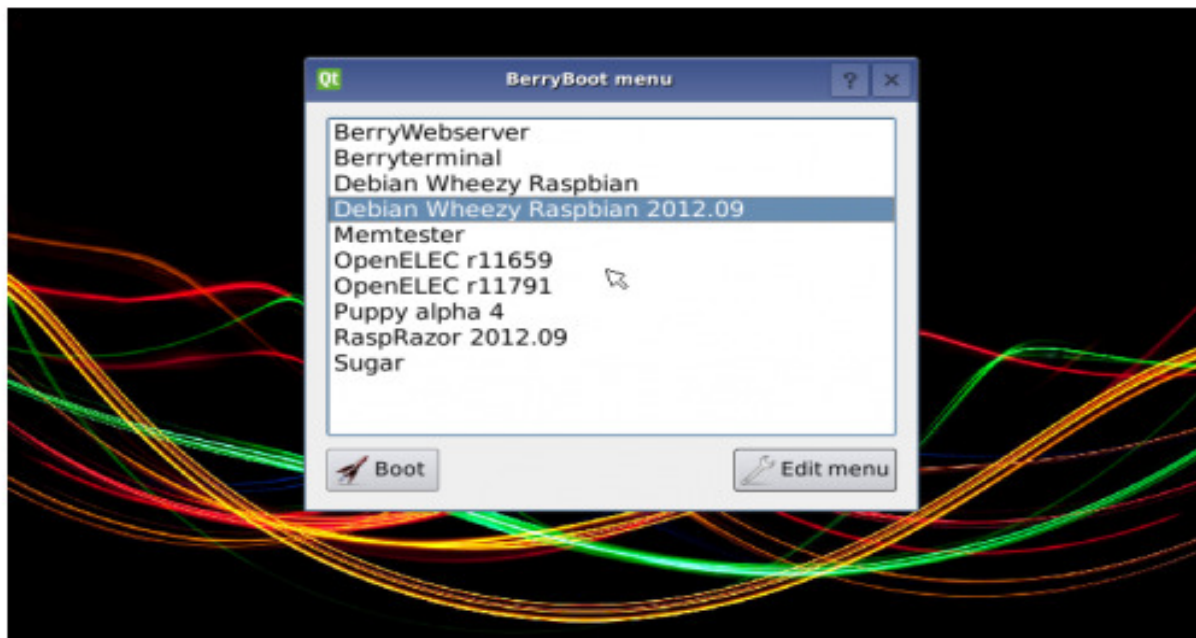 Qt BerryBoot menu ? ×
BerryWebserver
Berryterminal
Debian Wheezy Raspbian
Debian Wheezy Raspbian 2012.09
Memtester
OpenELEC r11659
OpenELEC r11791
Puppy alpha 4
RaspRazor 2012.09
Sugar
Boot Edit menu